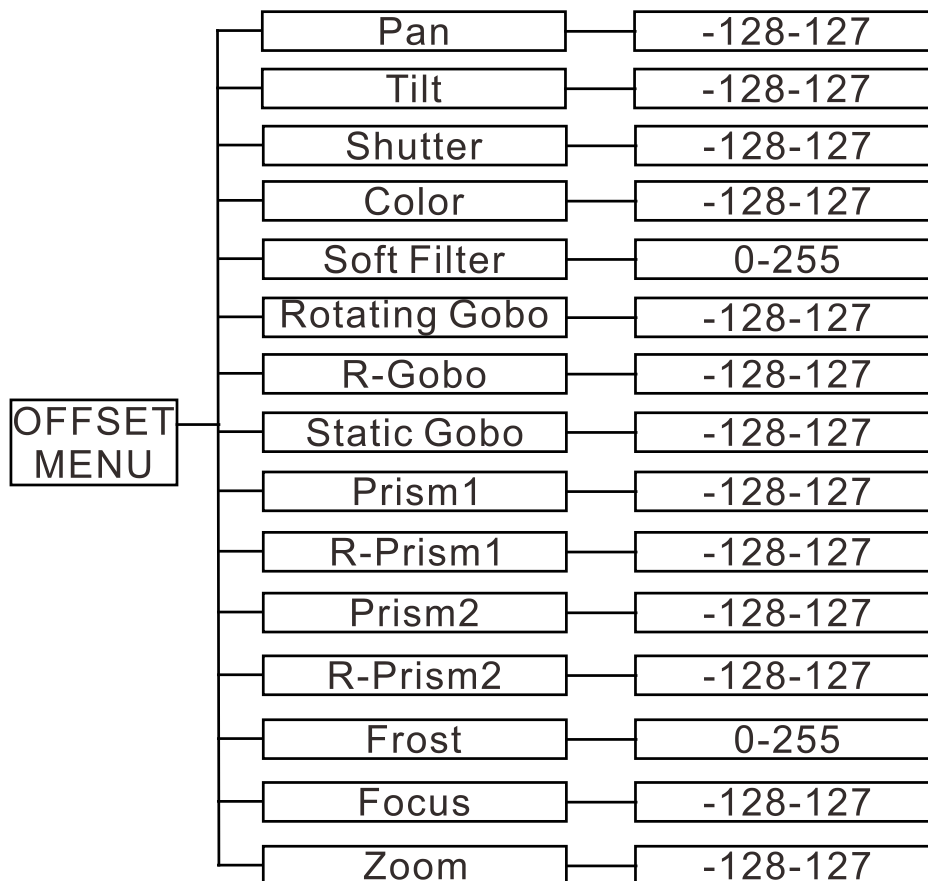 Pan -128-127
Tilt -128-127
Shutter -128-127
Color -128-127
Soft Filter 0-255
Rotating Gobo -128-127
R-Gobo -128-127
OFFSET
MENU
Static Gobo -128-127
Prism1 -128-127
R-Prism1 -128-127
Prism2 -128-127
R-Prism2 -128-127
Frost 0-255
Focus -128-127
Zoom -128-127